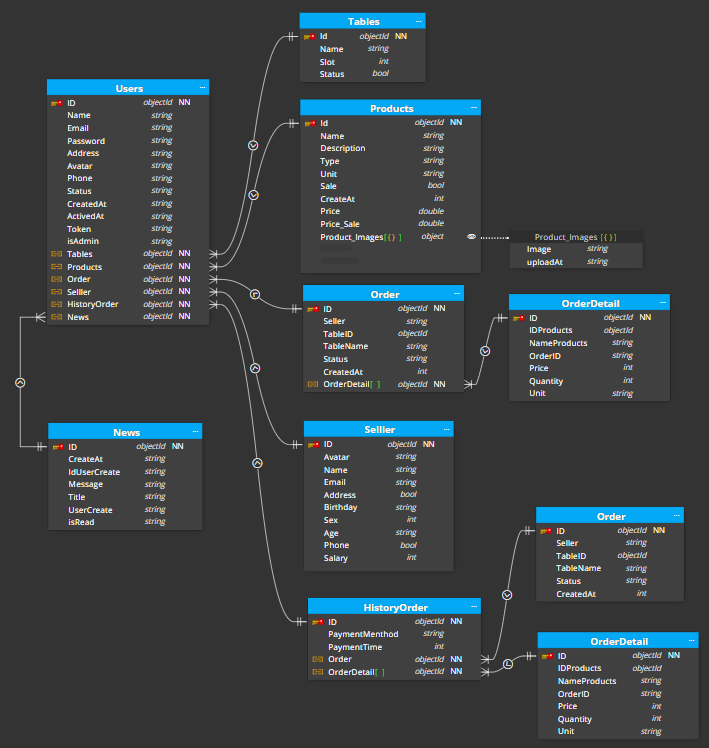 Tables ...
Id objectId NN
Name string
Slot int
Status bool
Users ...
ID objectId NN
Name string
Email string
Password string
Address string
Avatar string
Phone string
Status string
CreatedAt string
ActivedAt string
Token string
isAdmin string
Tables objectId NN
Products objectId NN
Order objectId NN
Selller objectId NN
HistoryOrder objectId NN
News objectId NN
Products ...
Id objectId NN
Name string
Description string
Type string
Unit string
Sale bool
CreateAt int
Price double
Price_Sale double
Product_Images[{} ] object
Product_Images [{}]
Image string
uploadAt string
Order ...
ID objectId NN
Seller string
TableID objectId
TableName string
Status string
CreatedAt int
OrderDetail[ ] objectId NN
OrderDetail ...
ID objectId NN
IDProducts objectId
NameProducts string
OrderID string
Price int
Quantity int
Unit string
News ...
ID objectId NN
CreateAt string
IdUserCreate string
Message string
Title string
UserCreate string
isRead string
Selller ...
ID objectId NN
Avatar string
Name string
Email string
Address bool
Birthday string
Sex int
Age string
Phone bool
Salary int
Order ...
ID objectId NN
Seller string
TableID objectId
TableName string
Status string
CreatedAt int
HistoryOrder ...
ID objectId NN
PaymentMenthod string
PaymentTime int
Order objectId NN
OrderDetail[ ] objectId NN
OrderDetail ...
ID objectId NN
IDProducts objectId
NameProducts string
OrderID string
Price int
Quantity int
Unit string